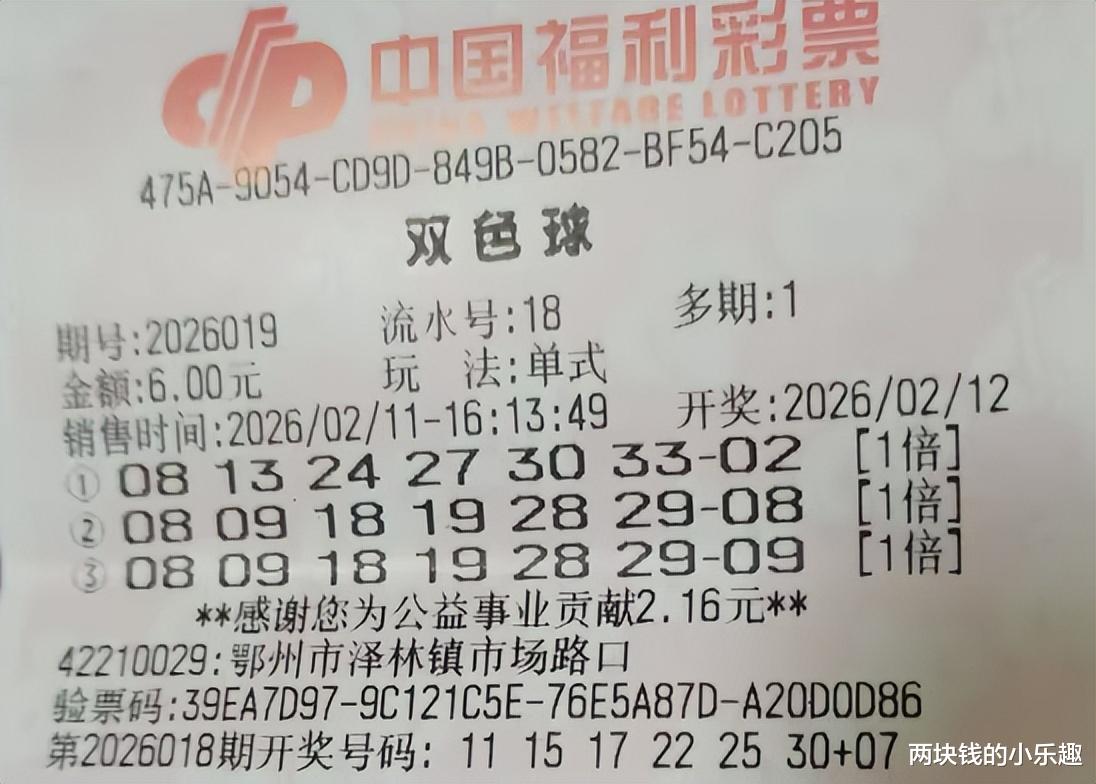 中国福利彩票
CHINA WELFARE LOTTERY
475A-9054-CD9D-849B-0582-BF54-C205
双色球
期号:2026019 流水号:18 多期:1
金额:6.00元 玩 法:单式
销售时间:2026/02/11-16:13:49 开奖:2026/02/12
① 08 13 24 27 30 33-02 [1倍]
② 08 09 18 19 28 29-08 [1倍]
③ 08 09 18 19 28 29-09 [1倍]
**感谢您为公益事业贡献2.16元**
42210029:鄂州市泽林镇市场路口
验票码:39EA7D97-9C121C5E-76E5A87D-A20D0D86
第2026018期开奖号码: 11 15 17 22 25 30+07
两块钱的小乐趣